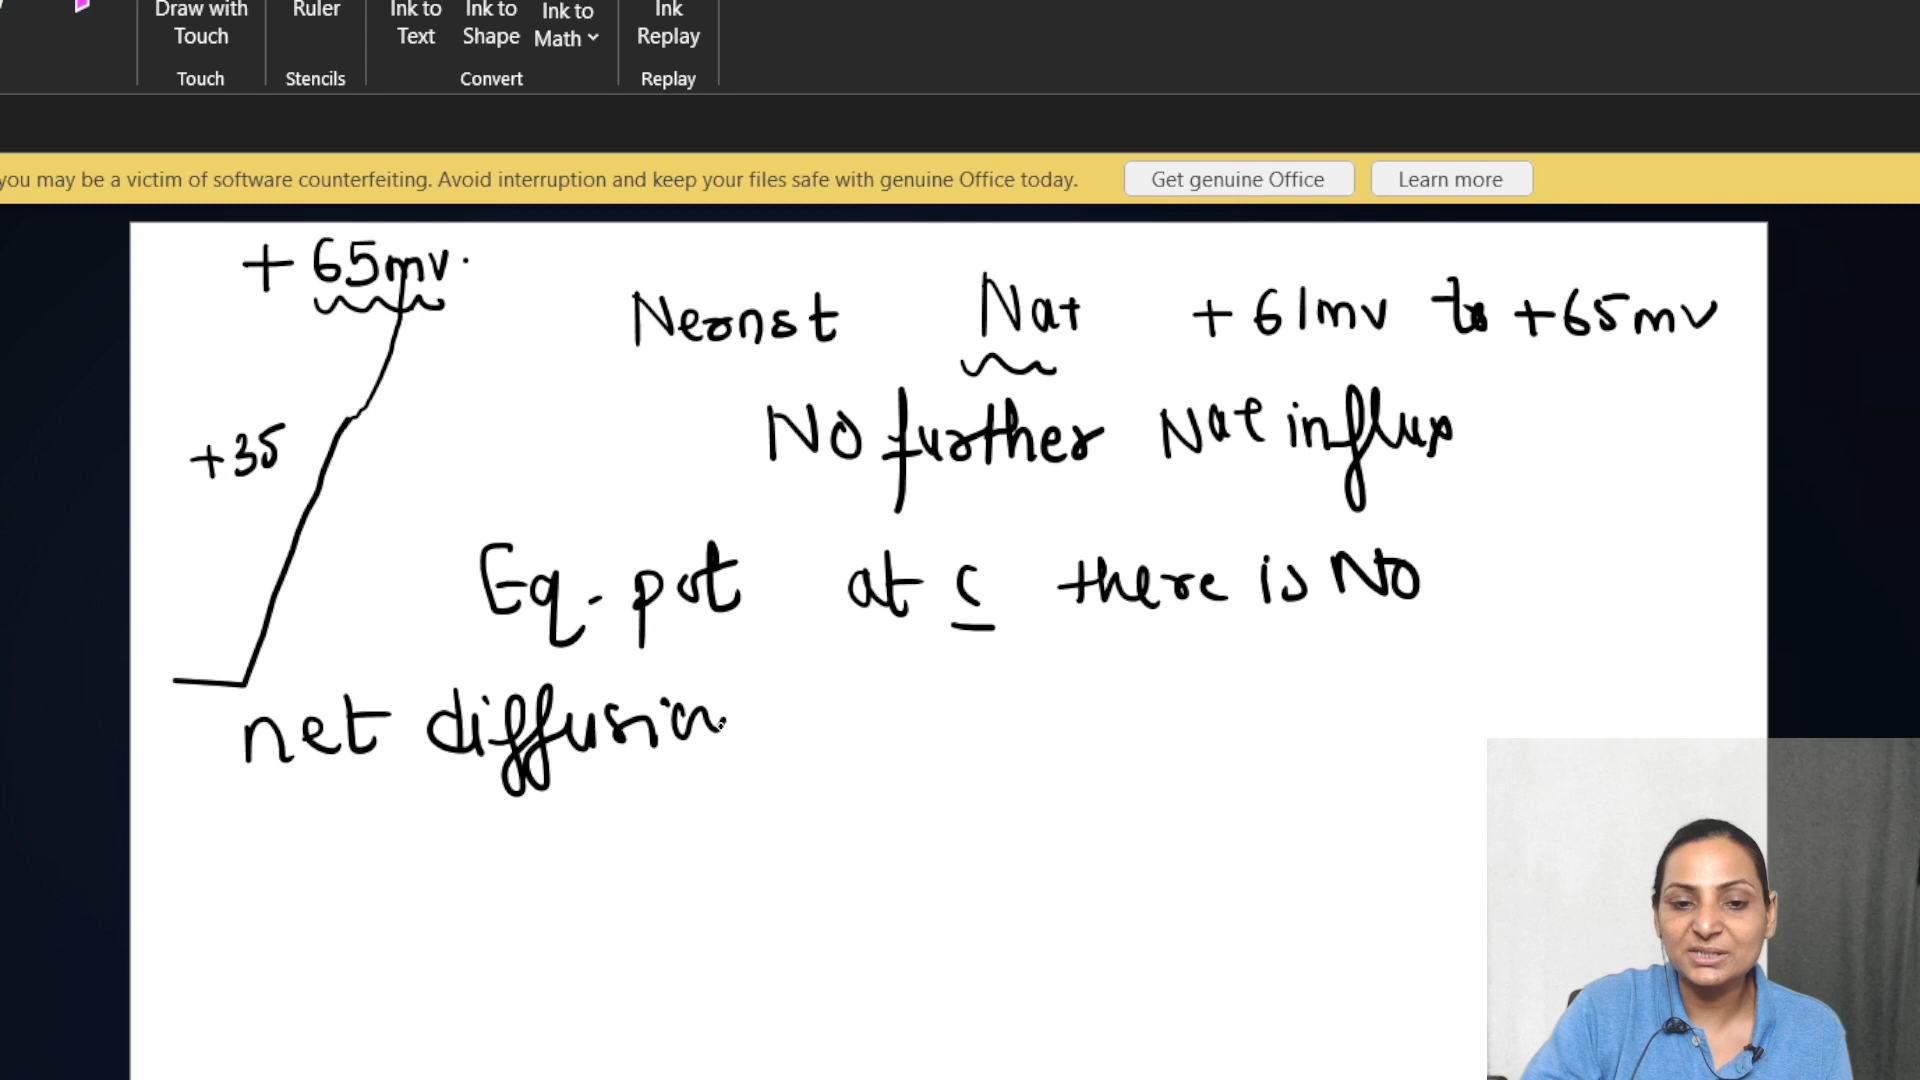 Draw with Touch
Ruler
Ink to Text
Ink to Shape
Ink to Math
Ink Replay
Touch
Stencils
Convert
Replay
you may be a victim of software counterfeiting. Avoid interruption and keep your files safe with genuine Office today.
Get genuine Office
Learn more
+ 65mv.
Neonst Na+ +61mv to +65mv
+35
No further Na+ influx
Eq. pot at c there is No
net diffusion